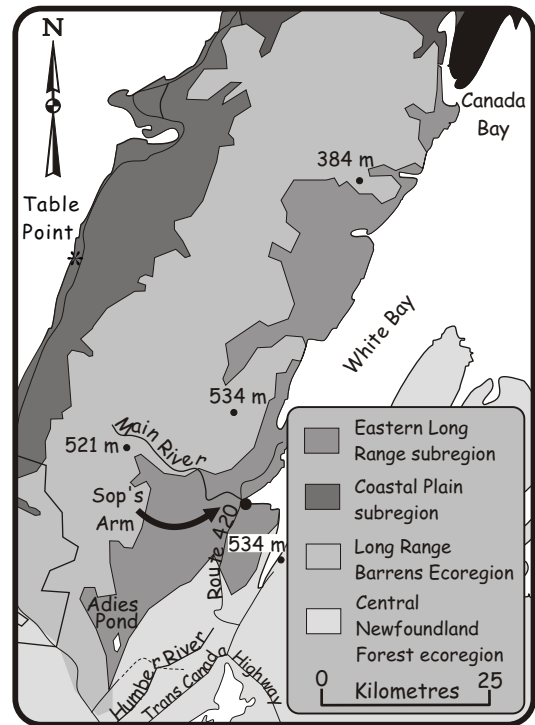 N
Canada
Bay
384 m
Table
Point
*
White Bay
534 m
Main River
521 m
Sop's
Arm
Route 420
534 m
Adies
Pond
Humber River
Trans Canada Highway
Eastern Long
Range subregion
Coastal Plain
subregion
Long Range
Barrens Ecoregion
Central
Newfoundland
Forest ecoregion
0 25
Kilometres